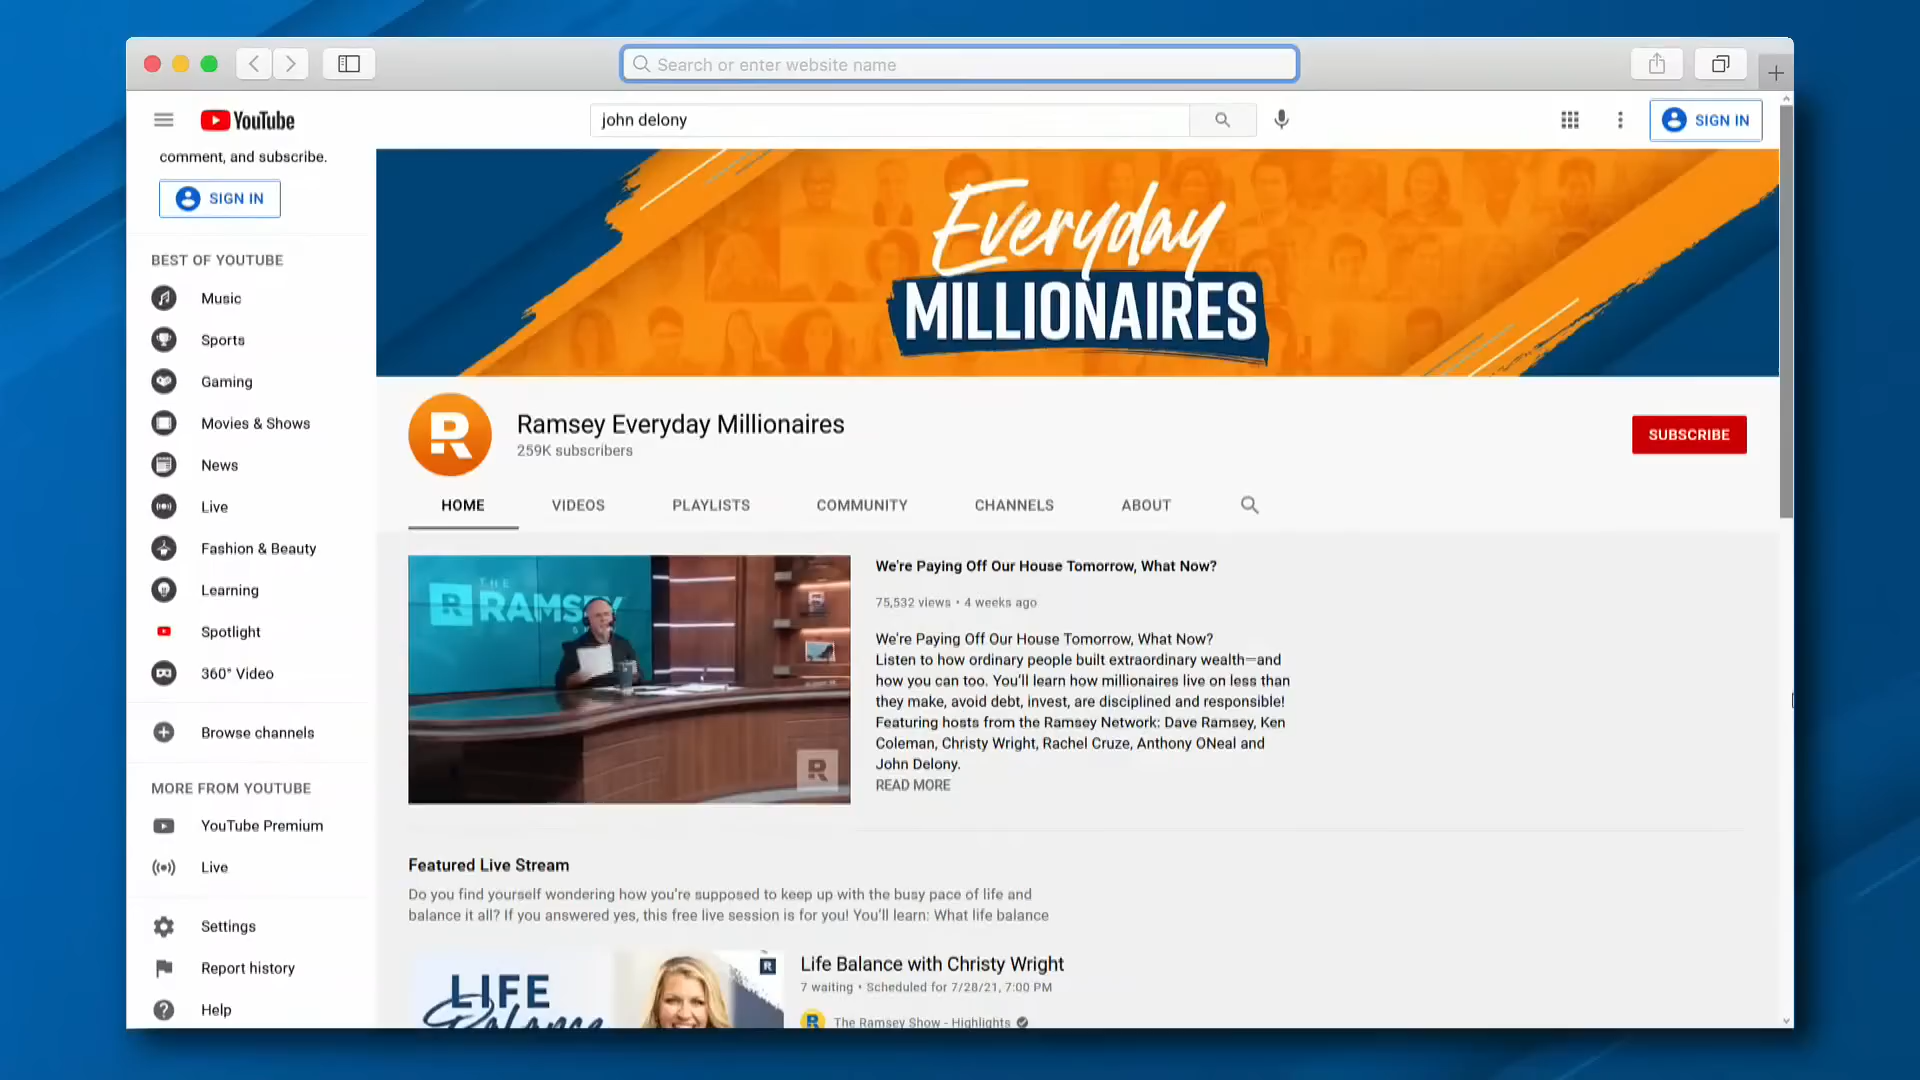 Search or enter website name
YouTube
john delony
SIGN IN
comment, and subscribe.
SIGN IN
BEST OF YOUTUBE
Music
Sports
Gaming
Movies & Shows
News
Live
Fashion & Beauty
Learning
Spotlight
360° Video
Browse channels
MORE FROM YOUTUBE
YouTube Premium
Live
Settings
Report history
Help
Everyday
MILLIONAIRES
R
Ramsey Everyday Millionaires
259K subscribers
SUBSCRIBE
HOME VIDEOS PLAYLISTS COMMUNITY CHANNELS ABOUT
THE
R RAMSEY
R
We're Paying Off Our House Tomorrow, What Now?
75,532 views • 4 weeks ago
We're Paying Off Our House Tomorrow, What Now?
Listen to how ordinary people built extraordinary wealth—and
how you can too. You'll learn how millionaires live on less than
they make, avoid debt, invest, are disciplined and responsible!
Featuring hosts from the Ramsey Network: Dave Ramsey, Ken
Coleman, Christy Wright, Rachel Cruze, Anthony ONeal and
John Delony.
READ MORE
Featured Live Stream
Do you find yourself wondering how you're supposed to keep up with the busy pace of life and
balance it all? If you answered yes, this free live session is for you! You'll learn: What life balance
LIFE
Balance
R
Life Balance with Christy Wright
7 waiting • Scheduled for 7/28/21, 7:00 PM
R The Ramsey Show - Highlights